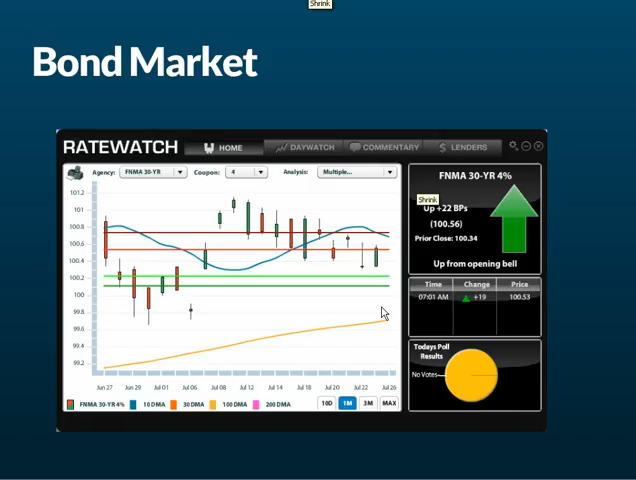 Shrink
Bond Market
RATEWATCH
HOME
DAYWATCH
COMMENTARY
$ LENDERS
Agency: FNMA 30-YR Coupon: 4 Analysis: Multiple...
101.2
101
100.8
100.6
100.4
100.2
100
99.8
99.6
99.4
99.2
Jun 27 Jun 29 Jul 01 Jul 06 Jul 08 Jul 12 Jul 14 Jul 18 Jul 20 Jul 22 Jul 26
FNMA 30-YR 4% 10 DMA 30 DMA 100 DMA 200 DMA
10D 1M 3M MAX
FNMA 30-YR 4%
Shrink
Up +22 BPs
(100.56)
Prior Close: 100.34
Up from opening bell
Time Change Price
07:01 AM +19 100.53
Todays Poll
Results
No Votes